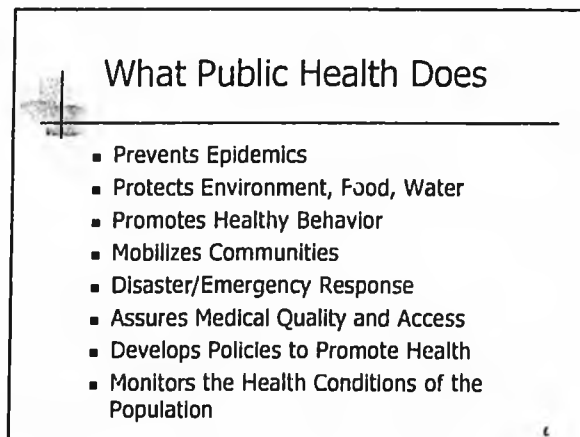 What Public Health Does
▪ Prevents Epidemics
▪ Protects Environment, Food, Water
▪ Promotes Healthy Behavior
▪ Mobilizes Communities
▪ Disaster/Emergency Response
▪ Assures Medical Quality and Access
▪ Develops Policies to Promote Health
▪ Monitors the Health Conditions of the
Population